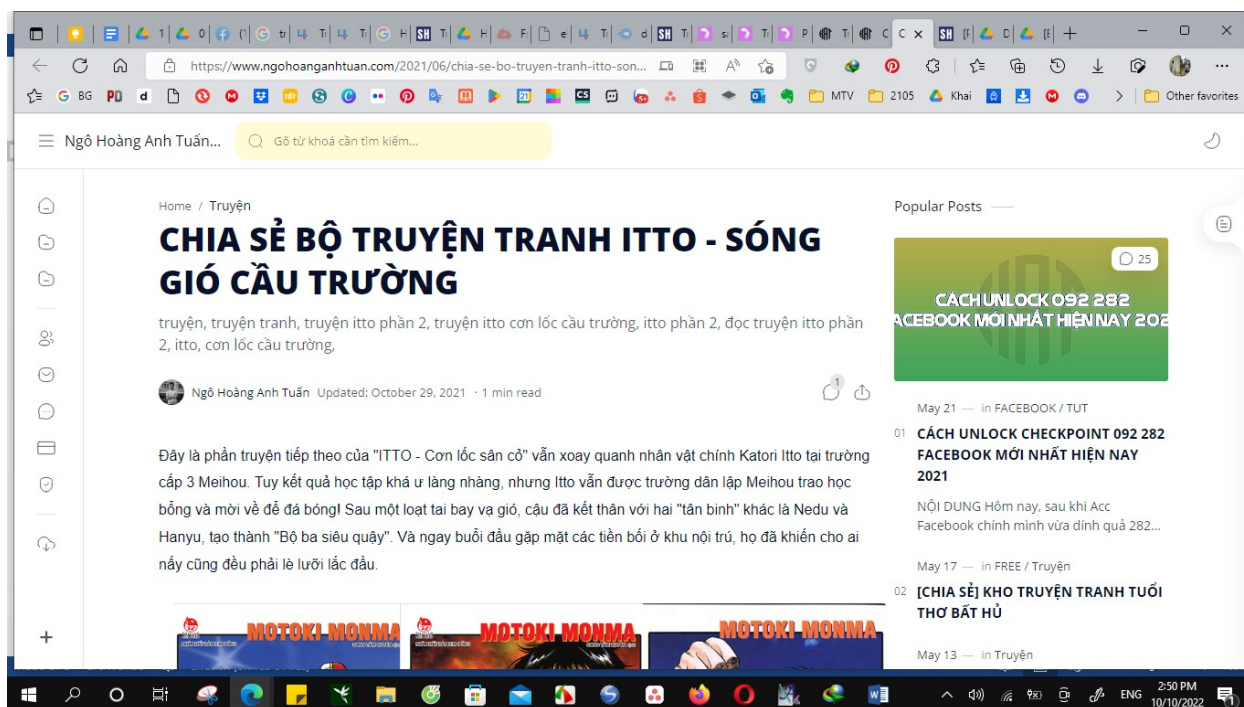 https://www.ngohoanganhtuan.com/2021/06/chia-se-bo-truyen-tranh-itto-son...
BG
MTV
2105
Khai
Other favorites
Ngô Hoàng Anh Tuấn...
Gõ từ khoá cần tìm kiếm...
Home / Truyện
CHIA SẺ BỘ TRUYỆN TRANH ITTO - SÓNG
GIÓ CẦU TRƯỜNG
truyện, truyện tranh, truyện itto phần 2, truyện itto cơn lốc cầu trường, itto phần 2, đọc truyện itto phần
2, itto, cơn lốc cầu trường,
Ngô Hoàng Anh Tuấn Updated: October 29, 2021 · 1 min read
1
Đây là phần truyện tiếp theo của "ITTO - Cơn lốc sân cỏ" vẫn xoay quanh nhân vật chính Katori Itto tại trường
cấp 3 Meihou. Tuy kết quả học tập khá ư làng nhàng, nhưng Itto vẫn được trường dân lập Meihou trao học
bổng và mời về để đá bóng! Sau một loạt tai bay vạ gió, cậu đã kết thân với hai "tân binh" khác là Nedu và
Hanyu, tạo thành "Bộ ba siêu quậy". Và ngay buổi đầu gặp mặt các tiền bối ở khu nội trú, họ đã khiến cho ai
nấy cũng đều phải lè lưỡi lắc đầu.
MOTOKI MONMA
MOTOKI MONMA
MOTOKI MONMA
Popular Posts
25
CÁCH UNLOCK 092 282
ACEBOOK MỚI NHẤT HIỆN NAY 202
May 21 — in FACEBOOK / TUT
01 CÁCH UNLOCK CHECKPOINT 092 282
FACEBOOK MỚI NHẤT HIỆN NAY
2021
NỘI DUNG Hôm nay, sau khi Acc
Facebook chính mình vừa dính quả 282...
May 17 — in FREE / Truyện
02 [CHIA SẺ] KHO TRUYỆN TRANH TUỔI
THƠ BẤT HỦ
May 13 — in Truyện
ENG
2:50 PM
10/10/2022